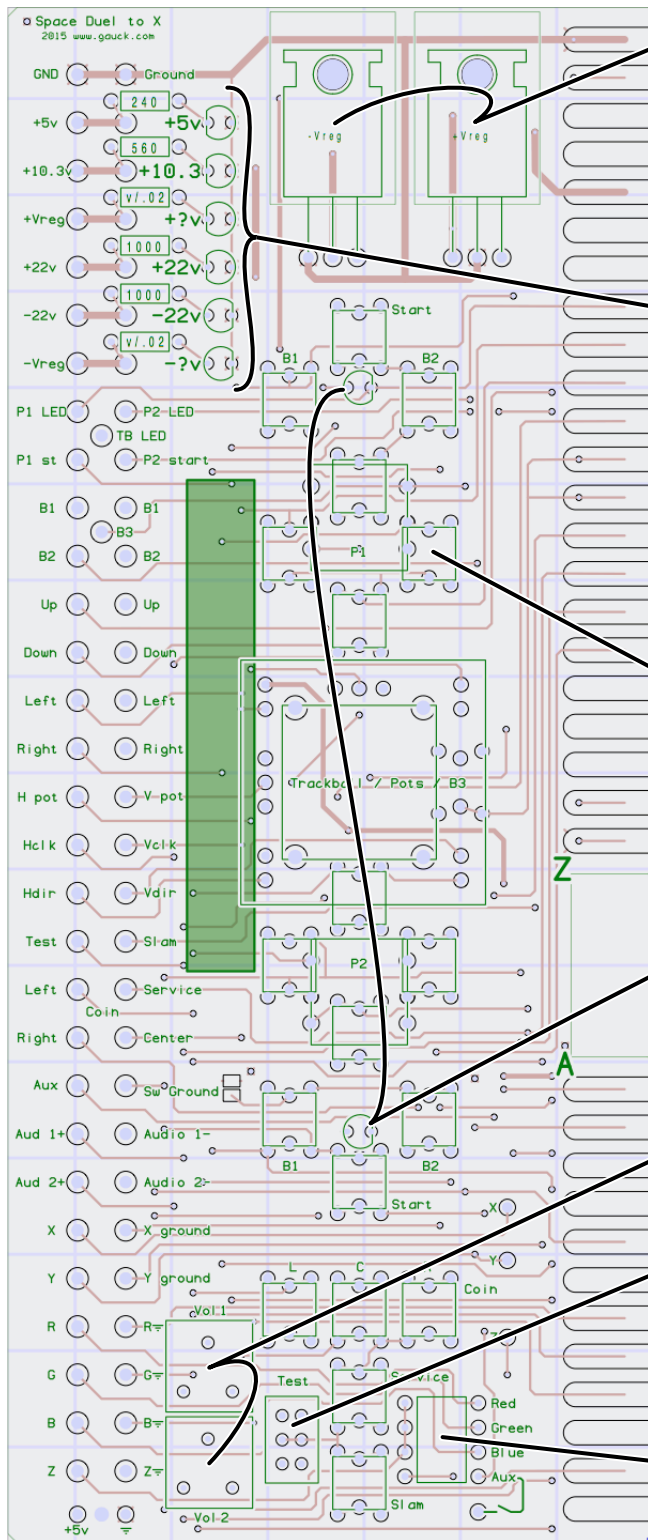 Space Duel to X
2015 www.gauck.com
GND Ground
240
+5v +5v
560
+10.3v +10.3
v/.02
+Vreg +?v
1000
+22v +22v
1000
-22v -22v
v/.02
-Vreg -?v
-Vreg
+Vreg
Start
B1 B2
P1 LED P2 LED
TB LED
P1 st P2 start
B1 B1
B3
B2 B2
P1
Up Up
Down Down
Left Left
Right Right
H pot V pot
Trackball / Pots / B3
Hclk Vclk
Z
Hdir Vdir
Test Slam
P2
Left Service
Coin
Right Center
A
Aux Sw Ground
Aud 1+ Audio 1-
B1 B2
Aud 2+ Audio 2-
Start
X X ground
X
Y Y ground
Y
L C
Coin
Vol1
R R
Z
G G
Service
Test
B B
Red
Green
Blue
Z Z
Aux
Vol2
Slam
+5v